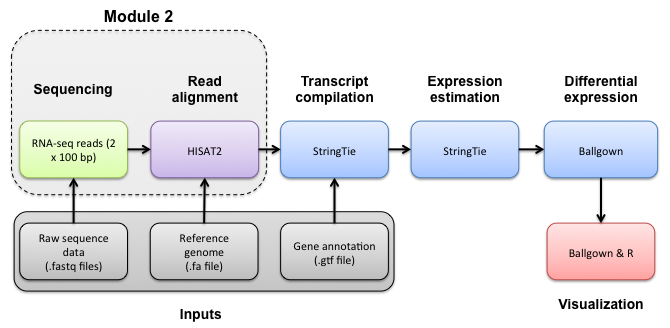 Module 2
Sequencing
Read
alignment
Transcript
compilation
Expression
estimation
Differential
expression
RNA-seq reads (2
x 100 bp)
HISAT2
StringTie
StringTie
Ballgown
Raw sequence
data
(.fastq files)
Reference
genome
(.fa file)
Gene annotation
(.gtf file)
Ballgown & R
Inputs
Visualization